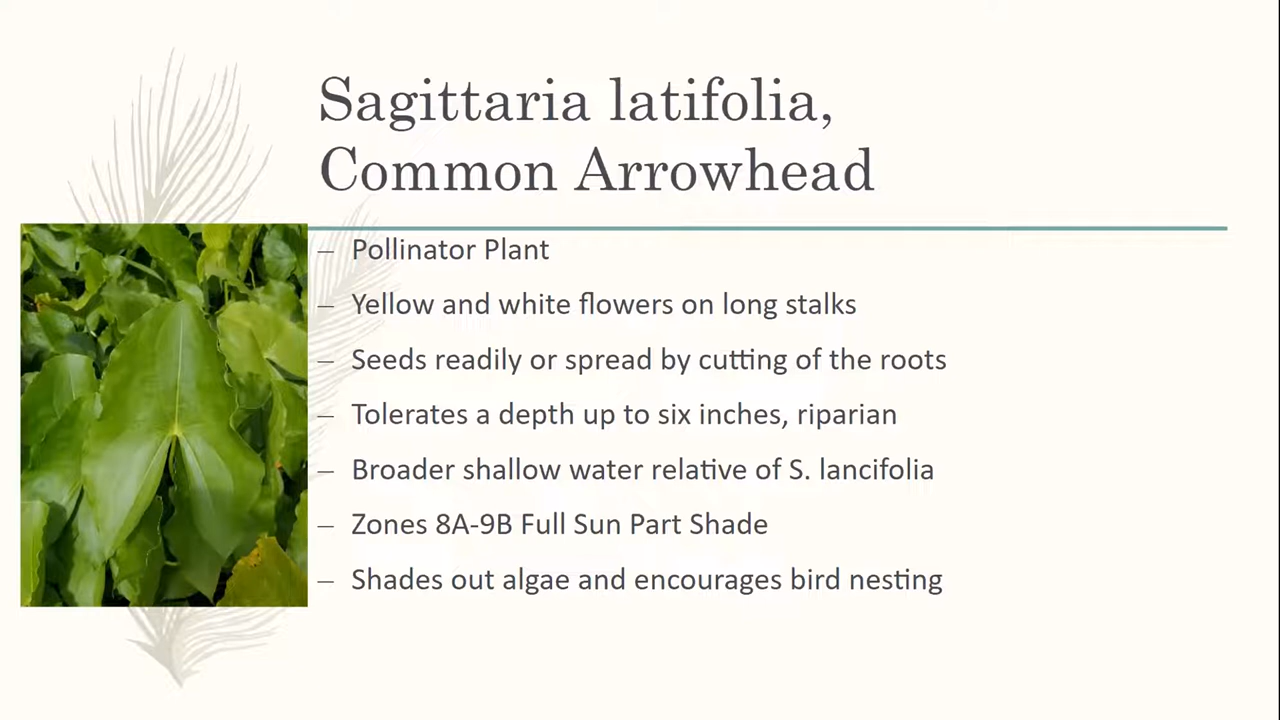 Sagittaria latifolia,
Common Arrowhead
– Pollinator Plant
– Yellow and white flowers on long stalks
– Seeds readily or spread by cutting of the roots
– Tolerates a depth up to six inches, riparian
– Broader shallow water relative of S. lancifolia
– Zones 8A-9B Full Sun Part Shade
– Shades out algae and encourages bird nesting